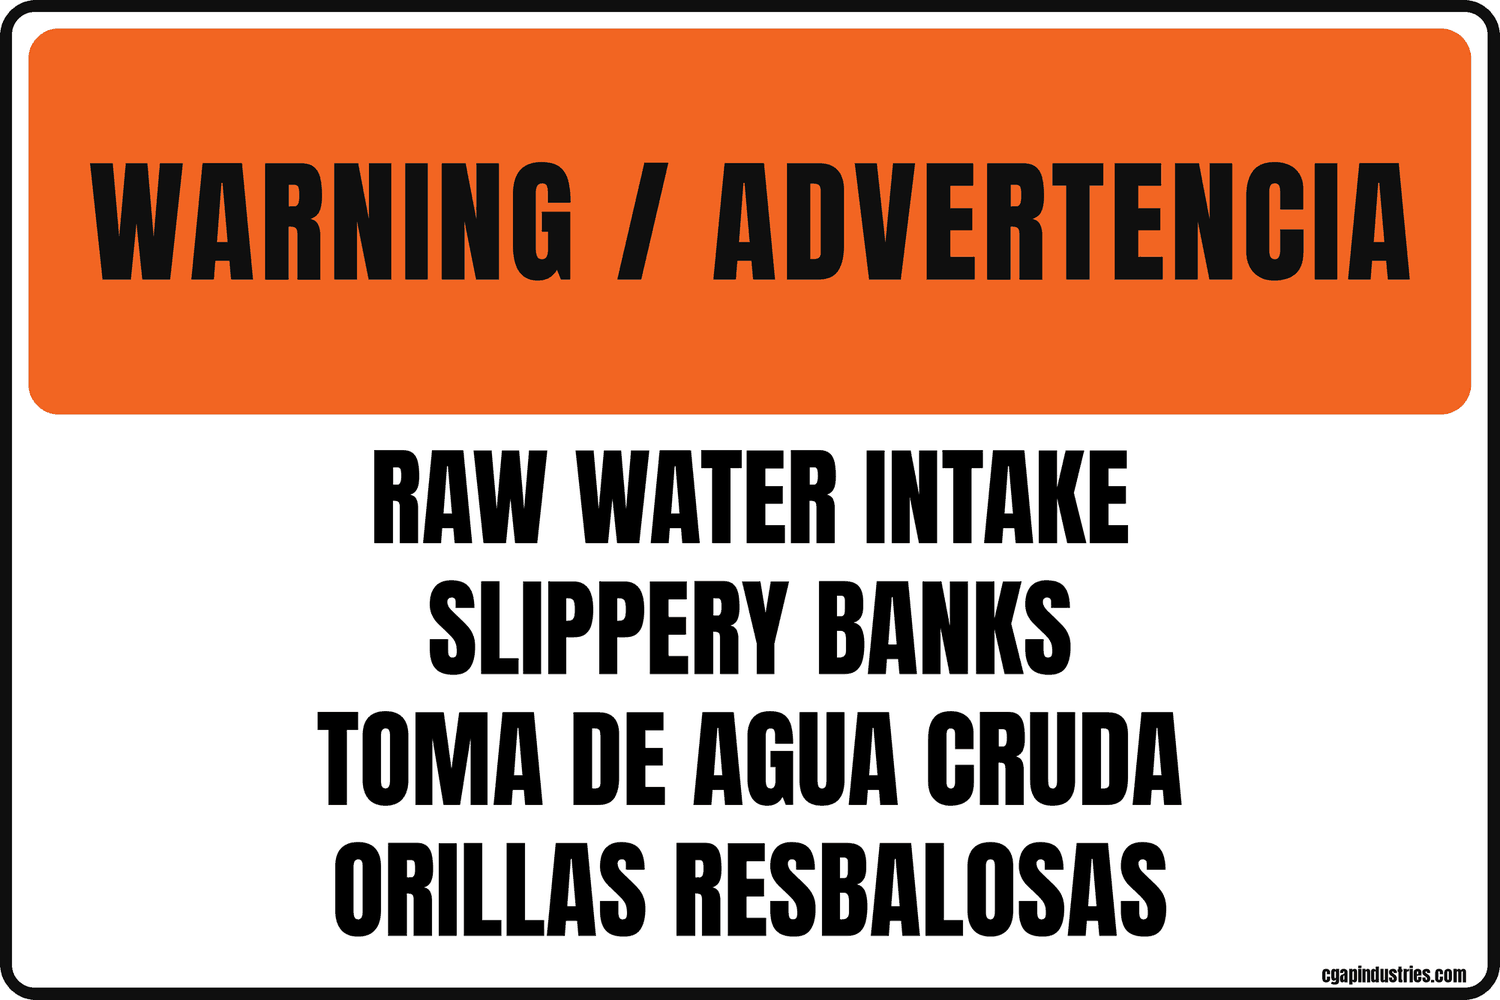 WARNING / ADVERTENCIA
RAW WATER INTAKE
SLIPPERY BANKS
TOMA DE AGUA CRUDA
ORILLAS RESBALOSAS
cgapindustries.com